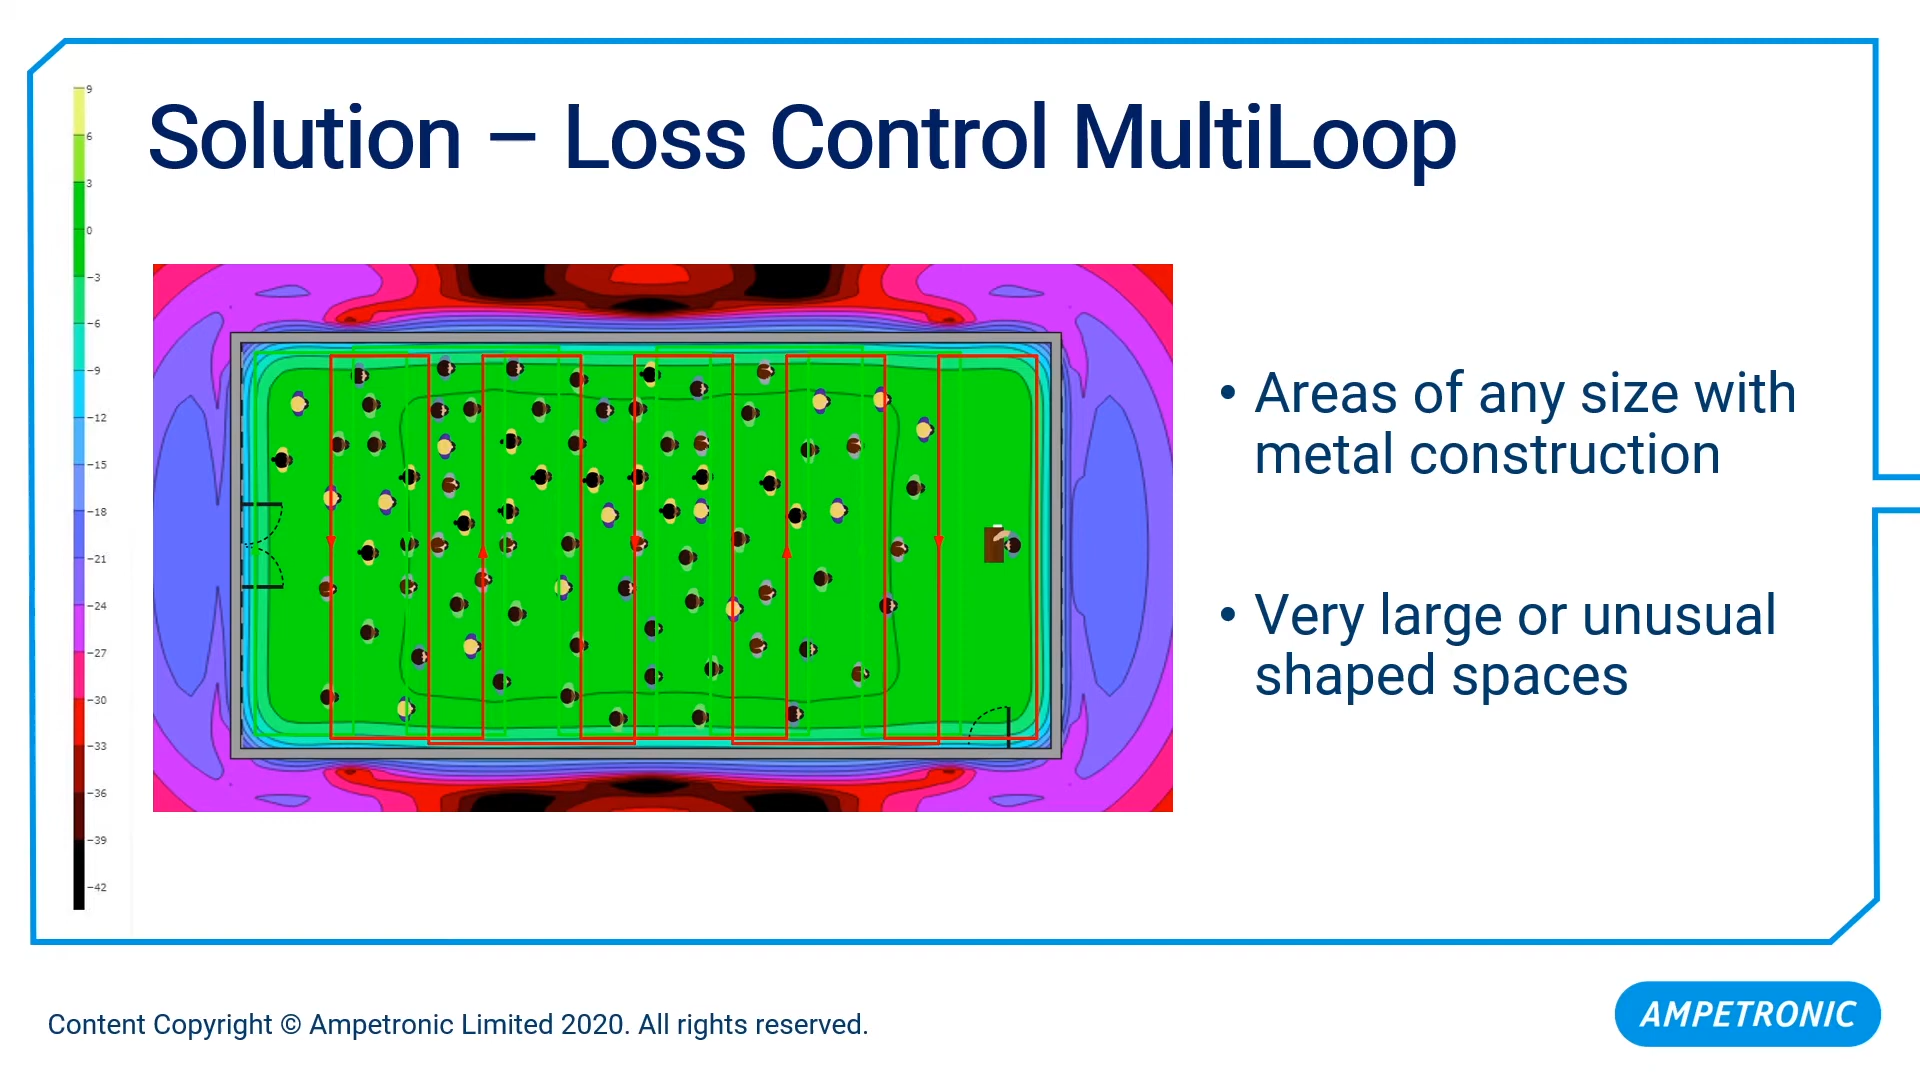 Solution – Loss Control MultiLoop
9
6
3
0
−3
−6
−9
−12
−15
−18
−21
−24
−27
−30
−33
−36
−39
−42
• Areas of any size with
metal construction
• Very large or unusual
shaped spaces
Content Copyright © Ampetronic Limited 2020. All rights reserved.
AMPETRONIC